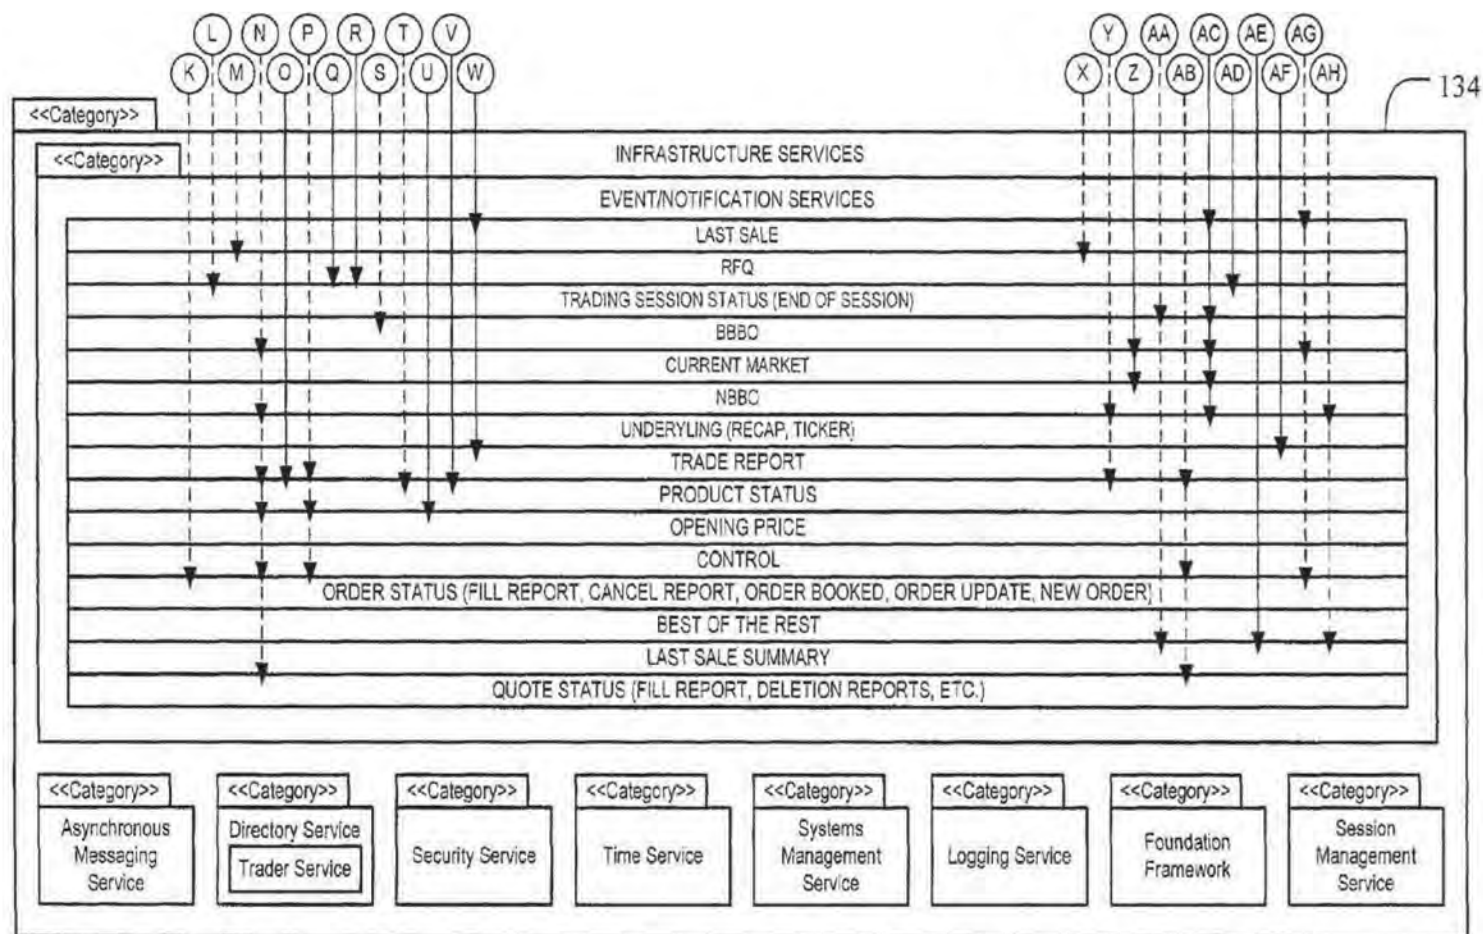 L N P R T V Y AA AC AE AG
K M O Q S U W X Z AB AD AF AH
134
<<Category>>
<<Category>>
INFRASTRUCTURE SERVICES
EVENT/NOTIFICATION SERVICES
LAST SALE
RFQ
TRADING SESSION STATUS (END OF SESSION)
BBBO
CURRENT MARKET
NBBO
UNDERYLING (RECAP, TICKER)
TRADE REPORT
PRODUCT STATUS
OPENING PRICE
CONTROL
ORDER STATUS (FILL REPORT, CANCEL REPORT, ORDER BOOKED, ORDER UPDATE, NEW ORDER)
BEST OF THE REST
LAST SALE SUMMARY
QUOTE STATUS (FILL REPORT, DELETION REPORTS, ETC.)
<<Category>>
Asynchronous
Messaging
Service
<<Category>>
Directory Service
Trader Service
<<Category>>
Security Service
<<Category>>
Time Service
<<Category>>
Systems
Management
Service
<<Category>>
Logging Service
<<Category>>
Foundation
Framework
<<Category>>
Session
Management
Service